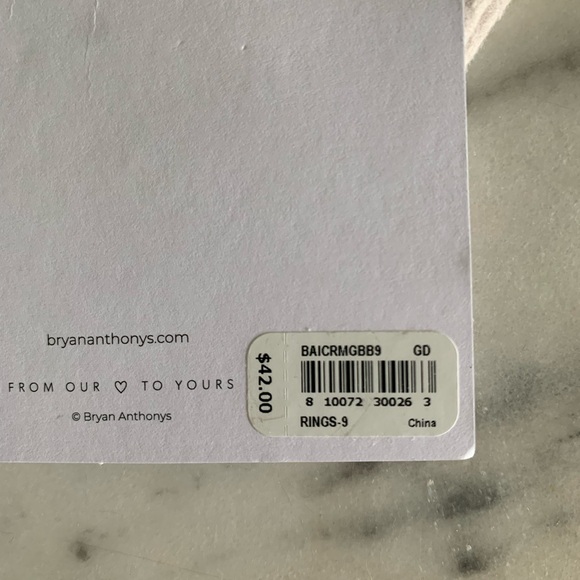 bryananthonys.com
FROM OUR ♡ TO YOURS
© Bryan Anthonys
$42.00
BAICRMGBB9 GD
8 10072 30026 3
RINGS-9 China